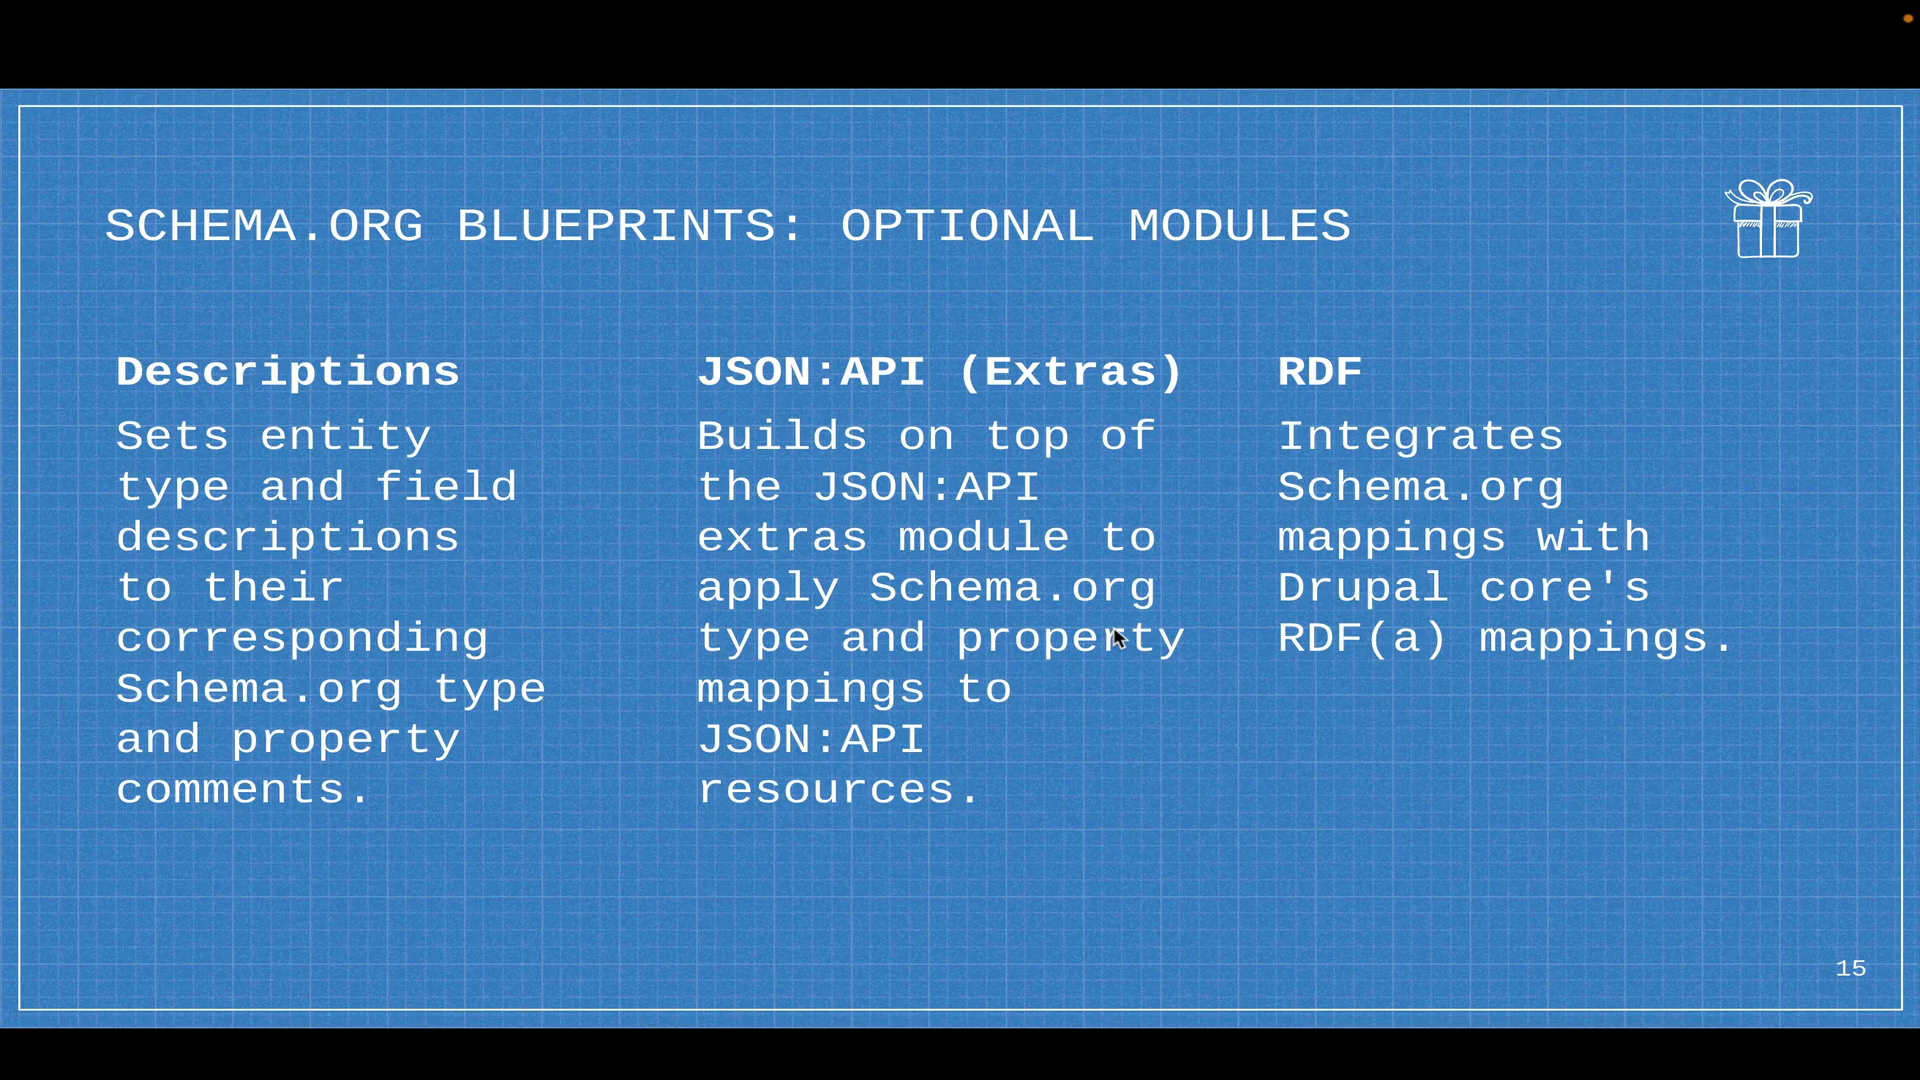 SCHEMA.ORG BLUEPRINTS: OPTIONAL MODULES
Descriptions
Sets entity
type and field
descriptions
to their
corresponding
Schema.org type
and property
comments.
JSON:API (Extras)
Builds on top of
the JSON:API
extras module to
apply Schema.org
type and property
mappings to
JSON:API
resources.
RDF
Integrates
Schema.org
mappings with
Drupal core's
RDF(a) mappings.
15